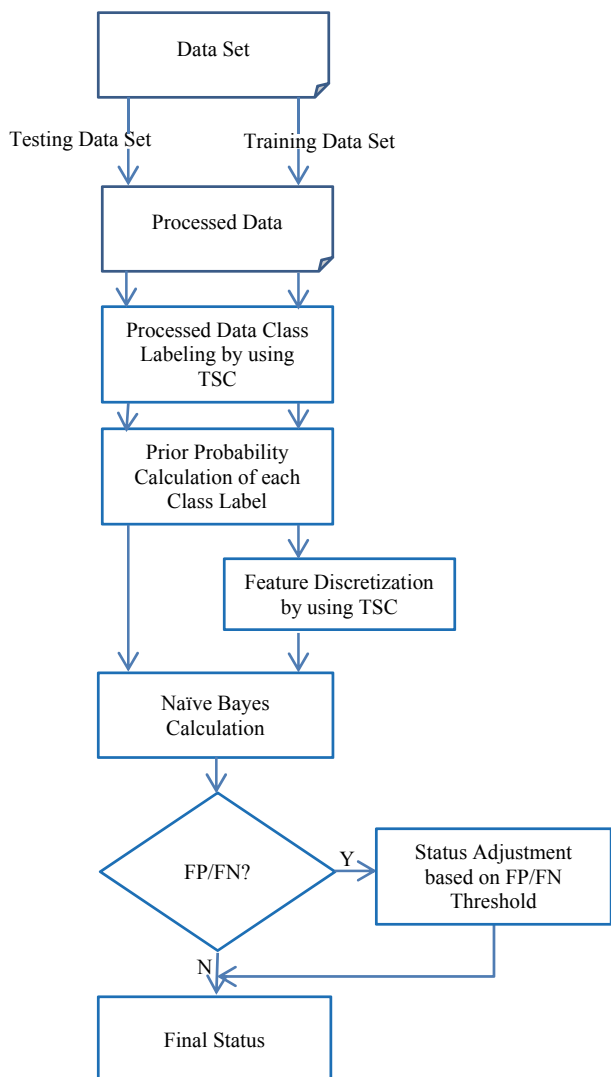 Data Set
Testing Data Set
Training Data Set
Processed Data
Processed Data Class
Labeling by using
TSC
Prior Probability
Calculation of each
Class Label
Feature Discretization
by using TSC
Naïve Bayes
Calculation
FP/FN?
Y
Status Adjustment
based on FP/FN
Threshold
N
Final Status